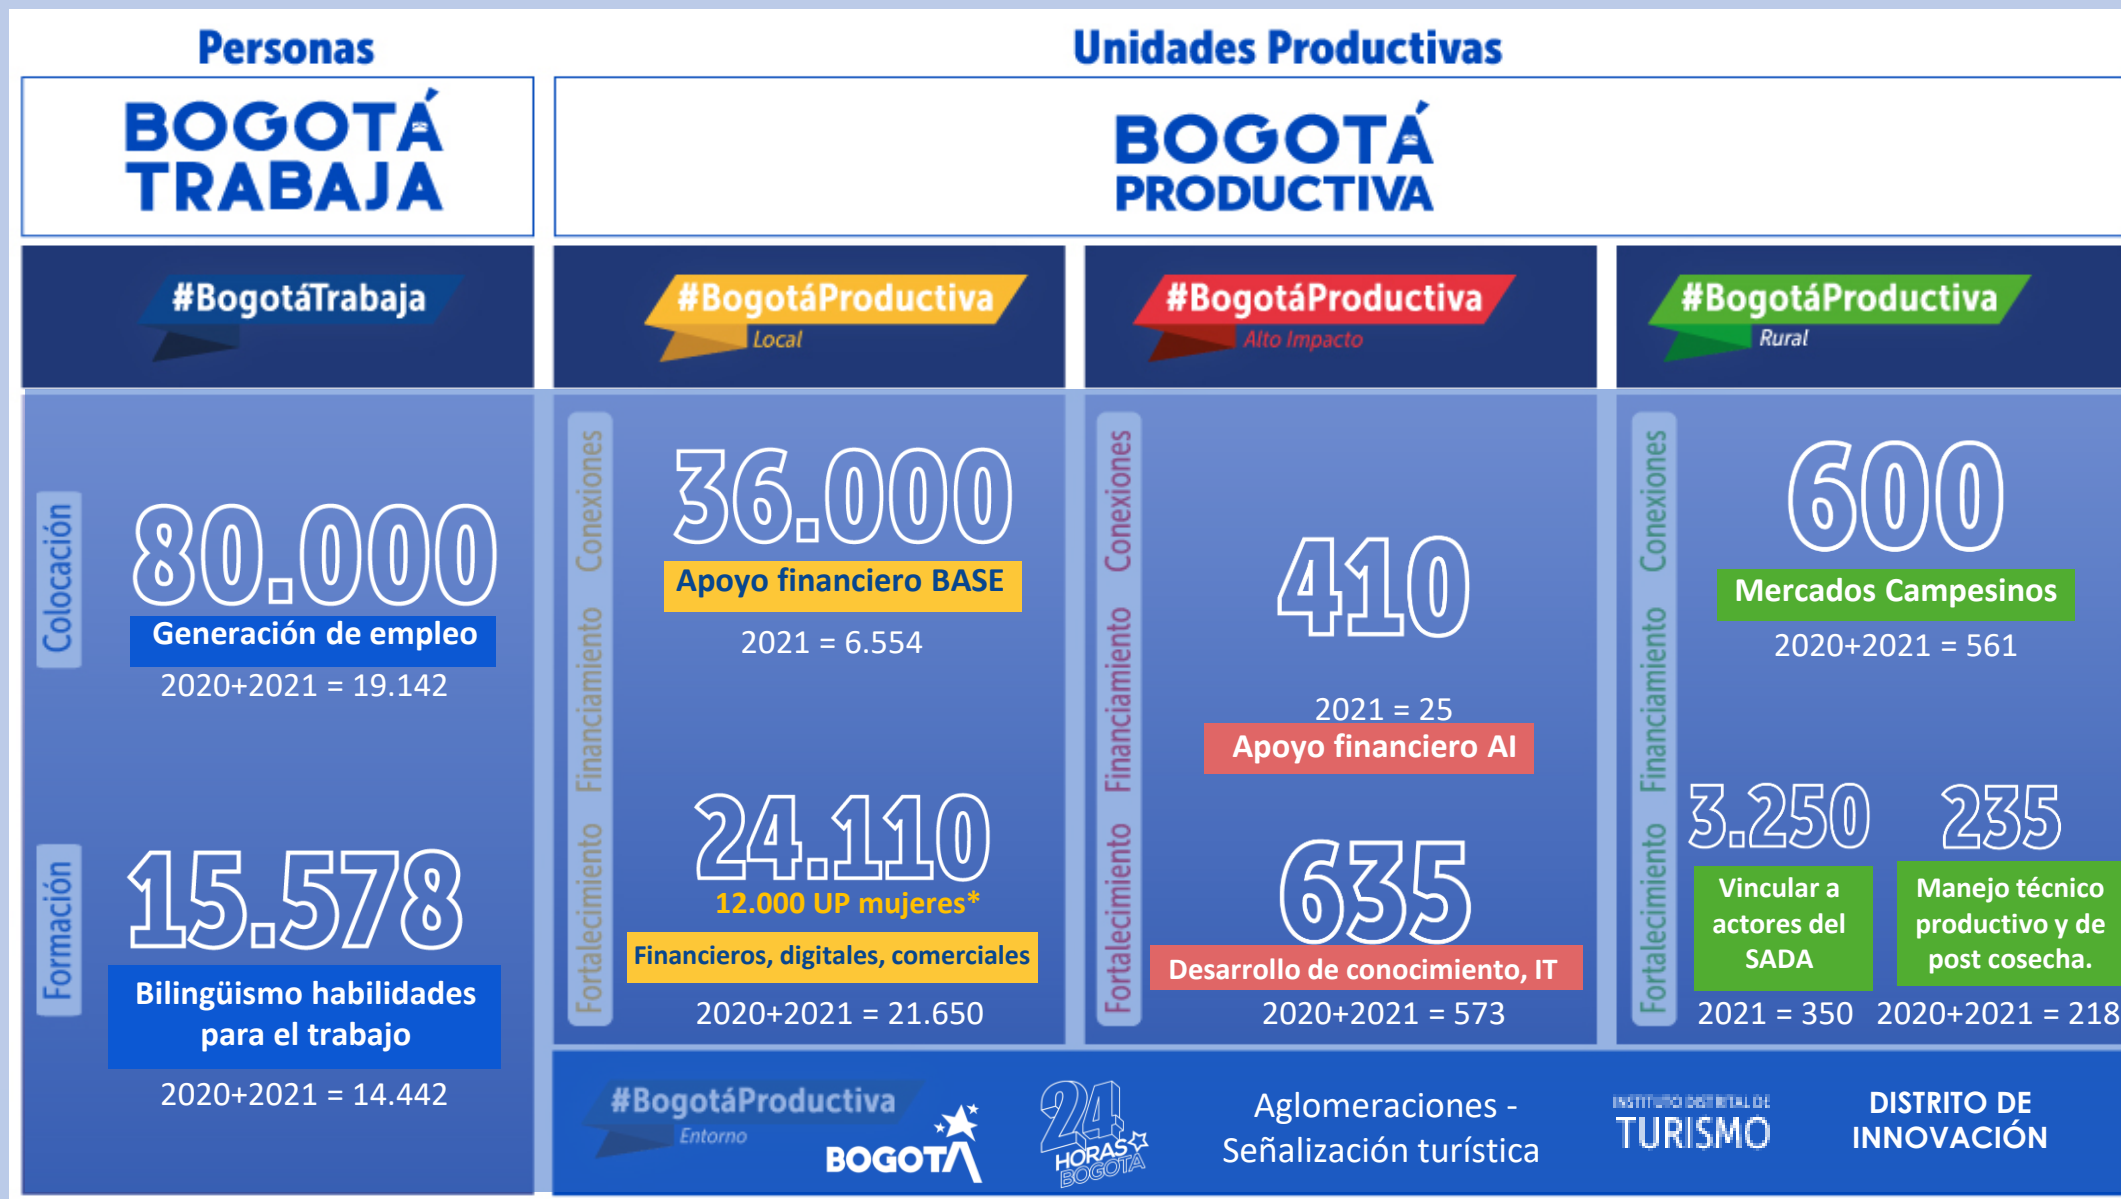 Personas
BOGOTÁ
TRABAJA
#BogotáTrabaja
Colocación
80.000
Generación de empleo
2020+2021 = 19.142
Formación
15.578
Bilingüismo habilidades
para el trabajo
2020+2021 = 14.442
Unidades Productivas
BOGOTÁ
PRODUCTIVA
#BogotáProductiva
Local
Conexiones
Financiamiento
Fortalecimiento
36.000
Apoyo financiero BASE
2021 = 6.554
24.110
12.000 UP mujeres*
Financieros, digitales, comerciales
2020+2021 = 21.650
#BogotáProductiva
Alto Impacto
Conexiones
Financiamiento
Fortalecimiento
410
2021 = 25
Apoyo financiero AI
635
Desarrollo de conocimiento, IT
2020+2021 = 573
#BogotáProductiva
Rural
Conexiones
Financiamiento
Fortalecimiento
600
Mercados Campesinos
2020+2021 = 561
3.250
Vincular a
actores del
SADA
2021 = 350
235
Manejo técnico
productivo y de
post cosecha.
2020+2021 = 218
#BogotáProductiva
Entorno
BOGOTÁ
24
HORAS
BOGOTÁ
Aglomeraciones -
Señalización turística
INSTITUTO DISTRITAL DE
TURISMO
DISTRITO DE
INNOVACIÓN